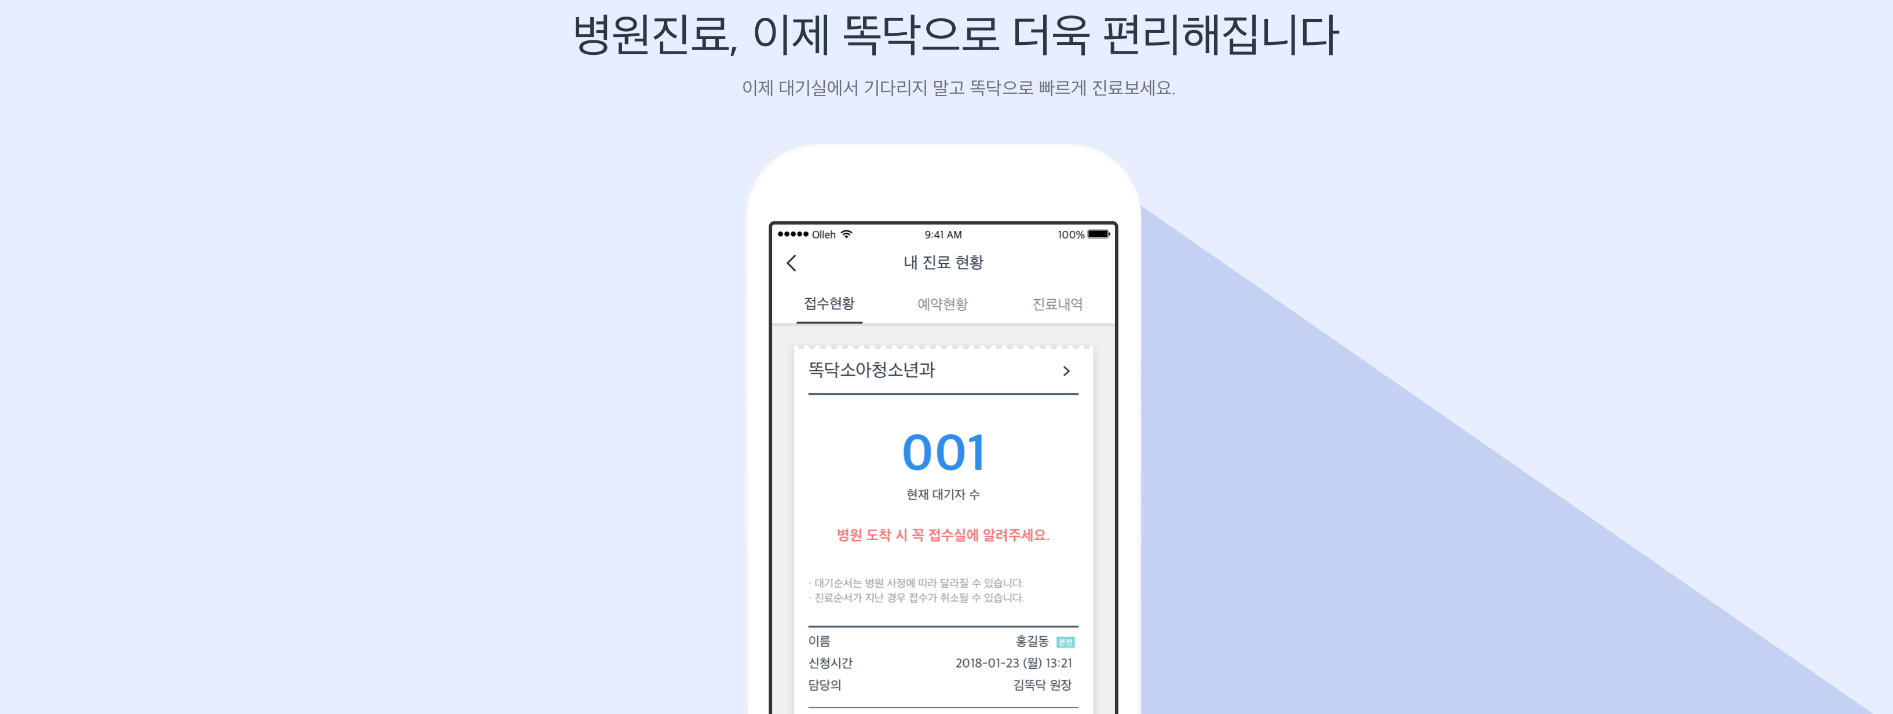 병원진료, 이제 똑닥으로 더욱 편리해집니다
이제 대기실에서 기다리지 말고 똑닥으로 빠르게 진료보세요.
Olleh 9:41 AM 100%
내 진료 현황
접수현황 예약현황 진료내역
똑닥소아청소년과
001
현재 대기자 수
병원 도착 시 꼭 접수실에 알려주세요.
· 대기순서는 병원 사정에 따라 달라질 수 있습니다.
· 진료순서가 지난 경우 접수가 취소될 수 있습니다.
이름 홍길동 본인
신청시간 2018-01-23 (월) 13:21
담당의 김똑닥 원장